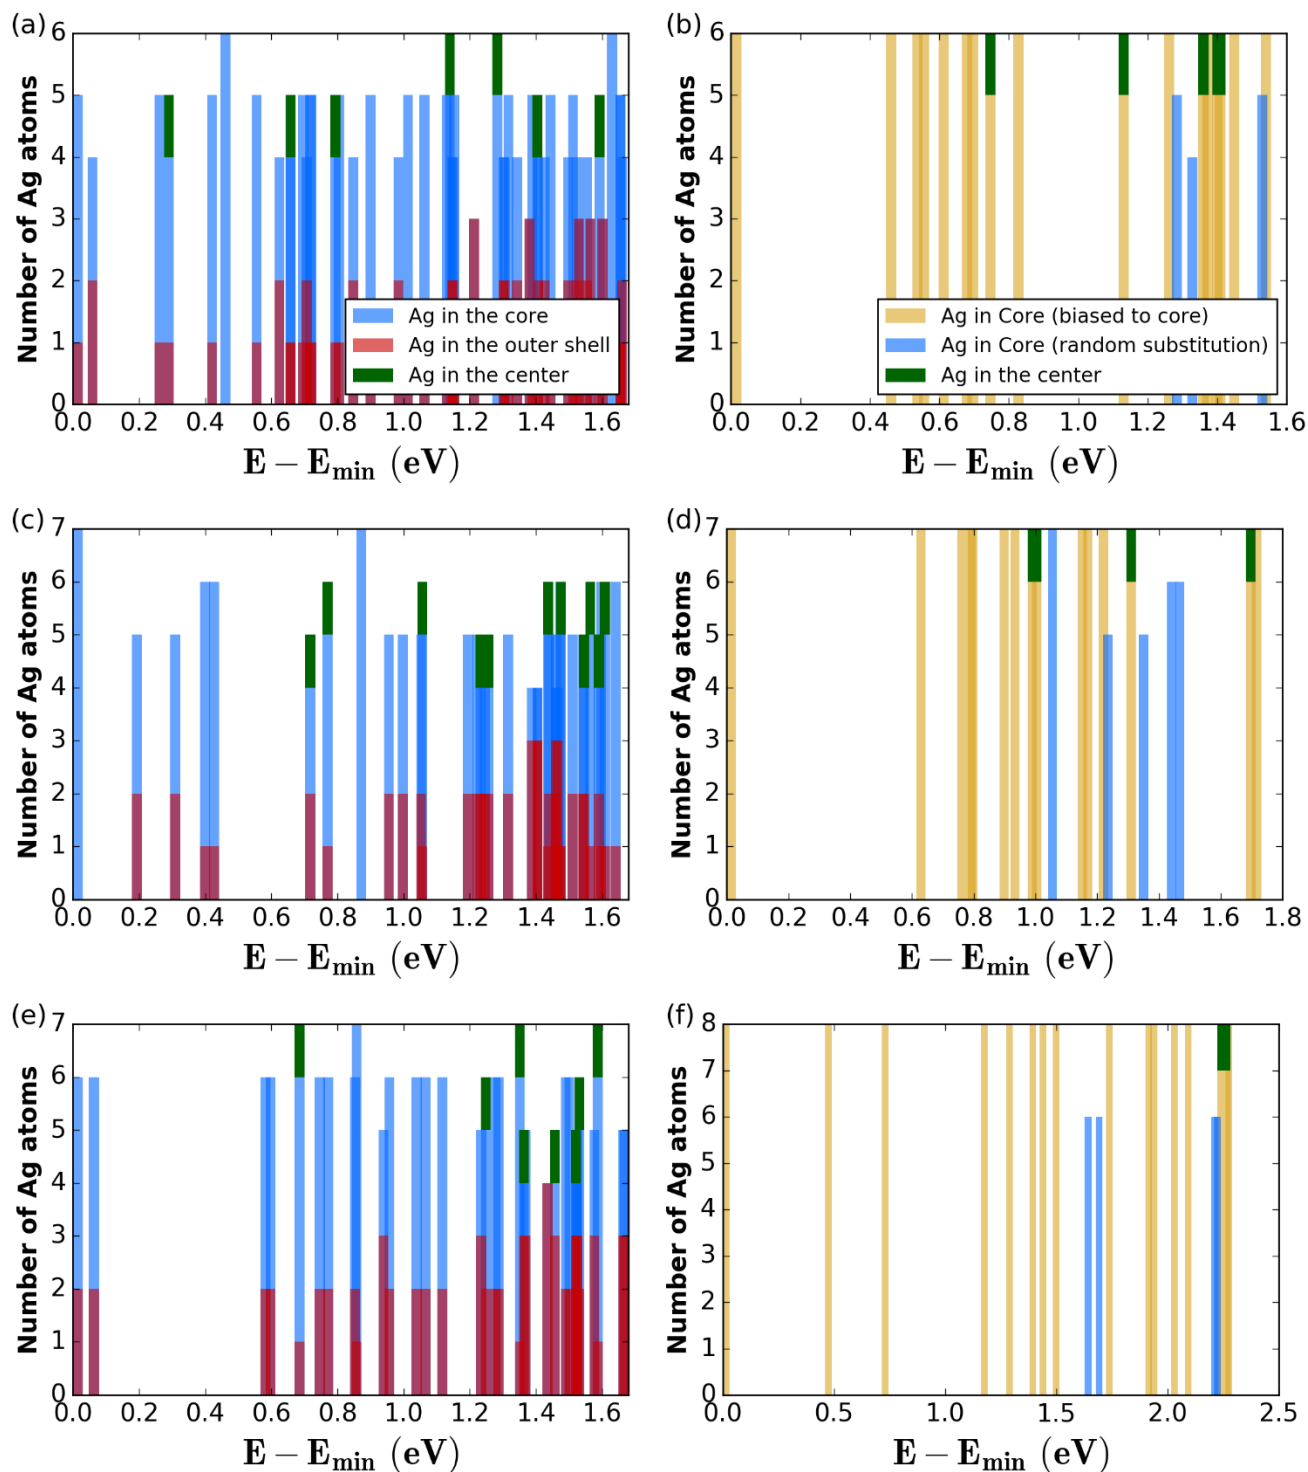 (a)
Number of Ag atoms
6
5
4
3
2
1
0
0.0 0.2 0.4 0.6 0.8 1.0 1.2 1.4 1.6
E − E_min (eV)
Ag in the core
Ag in the outer shell
Ag in the center
(b)
Number of Ag atoms
6
5
4
3
2
1
0
0.0 0.2 0.4 0.6 0.8 1.0 1.2 1.4 1.6
E − E_min (eV)
Ag in Core (biased to core)
Ag in Core (random substitution)
Ag in the center
(c)
Number of Ag atoms
7
6
5
4
3
2
1
0
0.0 0.2 0.4 0.6 0.8 1.0 1.2 1.4 1.6
E − E_min (eV)
(d)
Number of Ag atoms
7
6
5
4
3
2
1
0
0.0 0.2 0.4 0.6 0.8 1.0 1.2 1.4 1.6 1.8
E − E_min (eV)
(e)
Number of Ag atoms
7
6
5
4
3
2
1
0
0.0 0.2 0.4 0.6 0.8 1.0 1.2 1.4 1.6
E − E_min (eV)
(f)
Number of Ag atoms
8
7
6
5
4
3
2
1
0
0.0 0.5 1.0 1.5 2.0 2.5
E − E_min (eV)